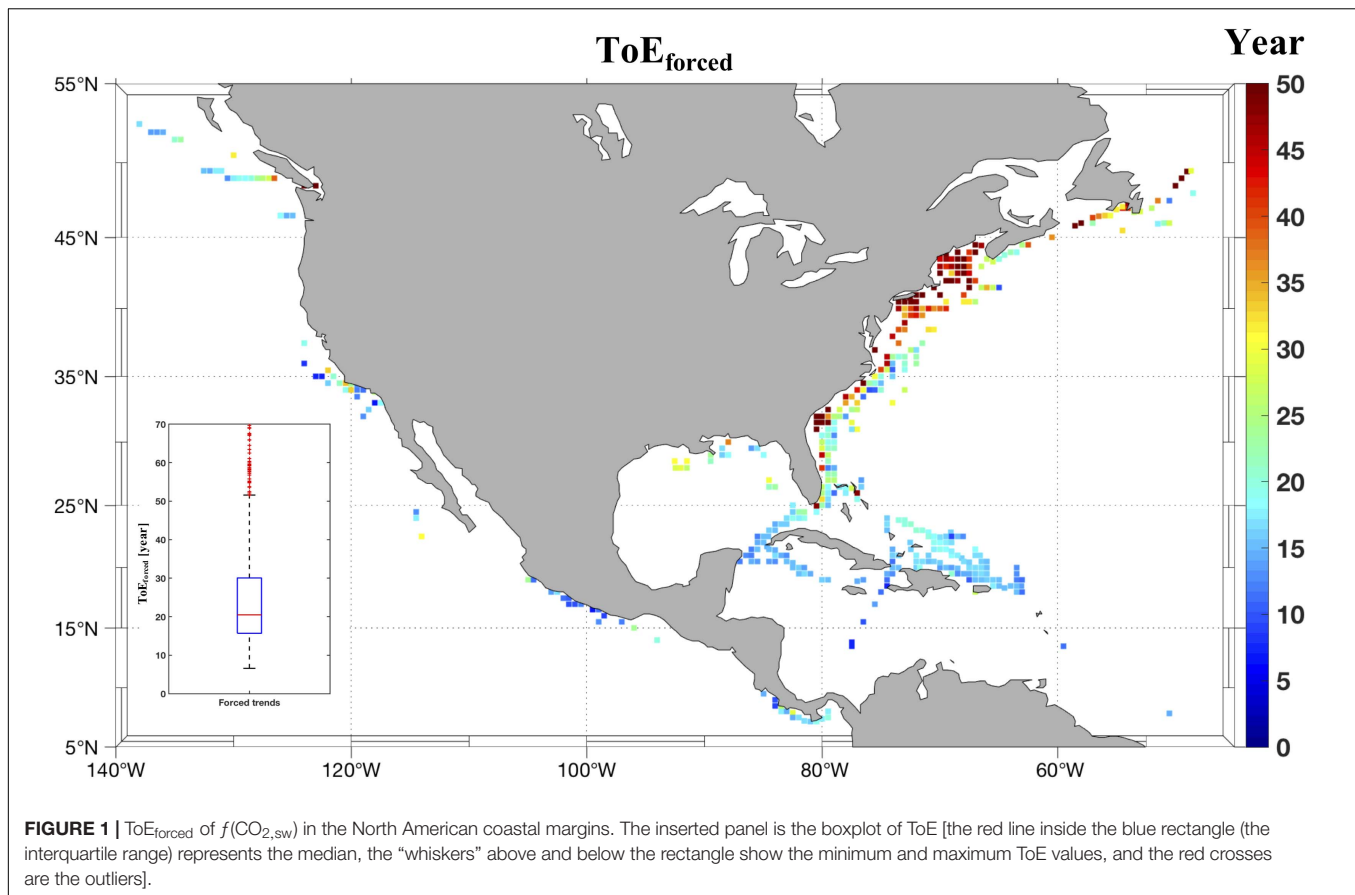 ToE_forced
Year
55°N
45°N
35°N
25°N
15°N
5°N
140°W
120°W
100°W
80°W
60°W
50
45
40
35
30
25
20
15
10
5
0
70
60
50
40
30
20
10
0
ToE_forced [year]
Forced trends
FIGURE 1 | ToE_forced of ƒ(CO_2,sw) in the North American coastal margins. The inserted panel is the boxplot of ToE [the red line inside the blue rectangle (the
interquartile range) represents the median, the “whiskers” above and below the rectangle show the minimum and maximum ToE values, and the red crosses
are the outliers].